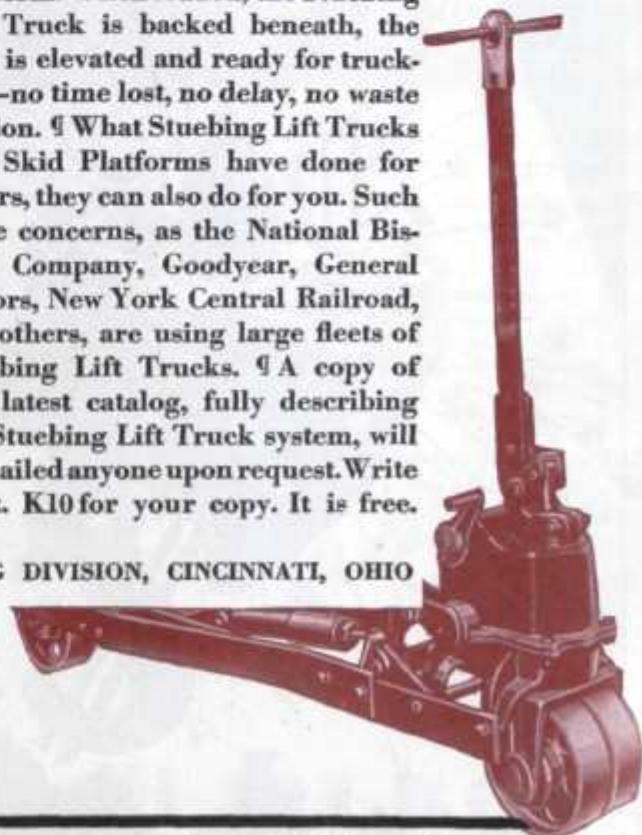 Truck is backed beneath, the
is elevated and ready for truck-
-no time lost, no delay, no waste
on. ¶ What Stuebing Lift Trucks
Skid Platforms have done for
rs, they can also do for you. Such
e concerns, as the National Bis-
Company, Goodyear, General
ors, New York Central Railroad,
others, are using large fleets of
bing Lift Trucks. ¶ A copy of
latest catalog, fully describing
Stuebing Lift Truck system, will
ailed anyone upon request. Write
. K10 for your copy. It is free.
G DIVISION, CINCINNATI, OHIO